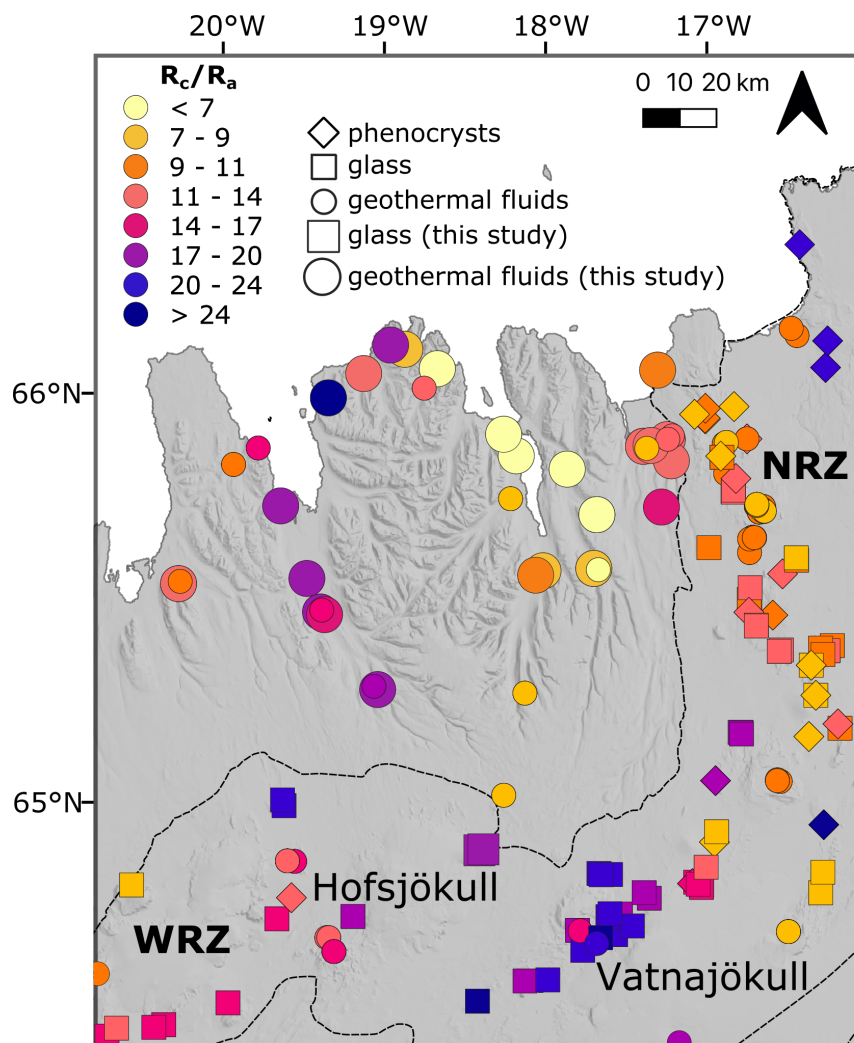 20°W 19°W 18°W 17°W
Rc/Ra
< 7
7 - 9
9 - 11
11 - 14
14 - 17
17 - 20
20 - 24
> 24
phenocrysts
glass
geothermal fluids
glass (this study)
geothermal fluids (this study)
0 10 20 km
66°N
NRZ
65°N
Hofsjökull
WRZ
Vatnajökull